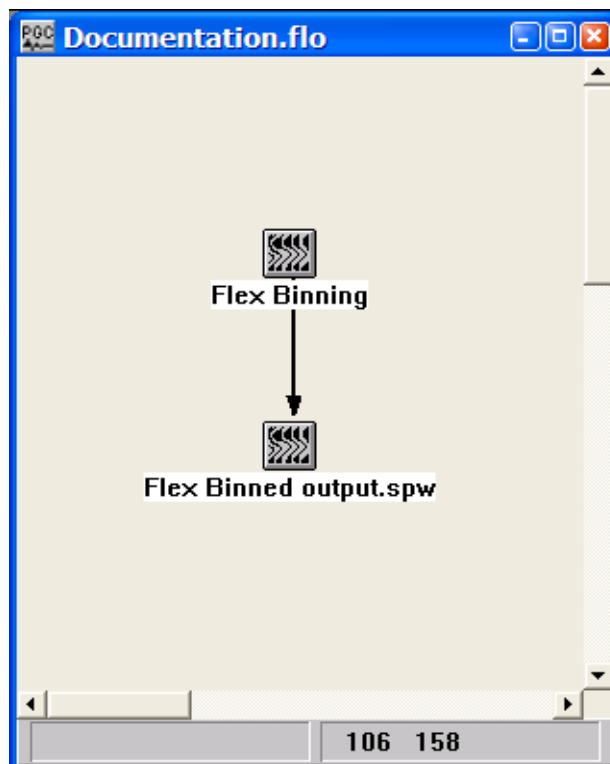 PGC Documentation.flo
Flex Binning
Flex Binned output.spw
106 158